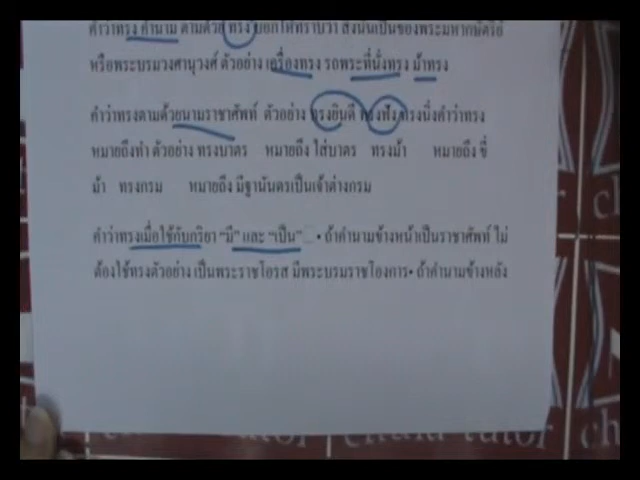 คำว่าทรง คำนาม ตามด้วย ทรง บอกให้ทราบว่า สิ่งนั้นเป็นของพระมหากษัตริย์
หรือพระบรมวงศานุวงศ์ ตัวอย่าง เครื่องทรง รถพระที่นั่งทรง ม้าทรง
คำว่าทรงตามด้วยนามราชาศัพท์ ตัวอย่าง ทรงยินดี ทรงฟัง ทรงนิ่งคำว่าทรง
หมายถึงทำ ตัวอย่าง ทรงบาตร หมายถึง ใส่บาตร ทรงม้า หมายถึง ขี่
ม้า ทรงกรม หมายถึง มีฐานันดรเป็นเจ้าต่างกรม
คำว่าทรงเมื่อใช้กับกริยา "มี" และ "เป็น" • ถ้าคำนามข้างหน้าเป็นราชาศัพท์ ไม่
ต้องใช้ทรงตัวอย่าง เป็นพระราชโอรส มีพระบรมราชโองการ• ถ้าคำนามข้างหลัง
chula tutor
chula tutor
ch
chu